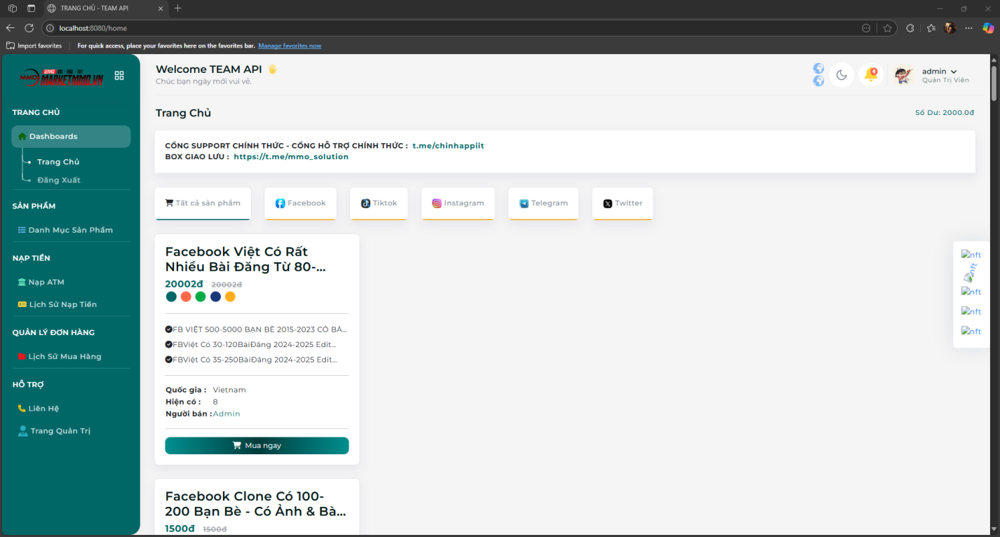 TRANG CHỦ - TEAM API
localhost:8080/home
Import favorites
For quick access, place your favorites here on the favorites bar. Manage favorites now
MMO
SERVICE
MARKETMMO.VN
Welcome TEAM API
Chúc bạn ngày mới vui vẻ.
4
admin
Quản Trị Viên
TRANG CHỦ
Dashboards
Trang Chủ
Đăng Xuất
SẢN PHẨM
Danh Mục Sản Phẩm
NẠP TIỀN
Nạp ATM
Lịch Sử Nạp Tiền
QUẢN LÝ ĐƠN HÀNG
Lịch Sử Mua Hàng
HỖ TRỢ
Liên Hệ
Trang Quản Trị
Trang Chủ
Số Dư: 2000.0đ
CỔNG SUPPORT CHÍNH THỨC - CỔNG HỖ TRỢ CHÍNH THỨC : t.me/chinhappiit
BOX GIAO LƯU : https://t.me/mmo_solution
Tất cả sản phẩm
Facebook
Tiktok
Instagram
Telegram
Twitter
Facebook Việt Có Rất
Nhiều Bài Đăng Từ 80-...
20002đ 20002đ
FB VIỆT 500-5000 BẠN BÈ 2015-2023 CÓ BÀ...
FBViệt Có 30-120BàiĐăng 2024-2025 Edit...
FBViệt Có 35-250BàiĐăng 2024-2025 Edit...
Quốc gia : Vietnam
Hiện có : 8
Người bán :Admin
Mua ngay
Facebook Clone Có 100-
200 Bạn Bè - Có Ảnh & Bà...
1500đ 1500đ
nft
nft
nft
nft
nft